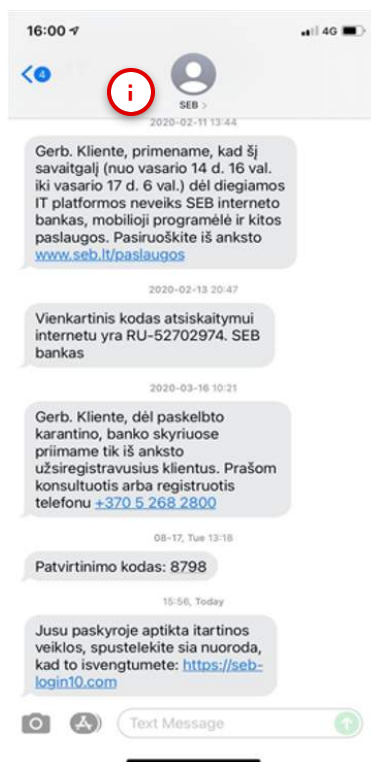 16:00
4G
4
i
SEB >
2020-02-11 13:44
Gerb. Kliente, primename, kad šį
savaitgalį (nuo vasario 14 d. 16 val.
iki vasario 17 d. 6 val.) dėl diegiamos
IT platformos neveiks SEB interneto
bankas, mobilioji programėlė ir kitos
paslaugos. Pasiruoškite iš anksto
www.seb.lt/paslaugos
2020-02-13 20:47
Vienkartinis kodas atsiskaitymui
internetu yra RU-52702974. SEB
bankas
2020-03-16 10:21
Gerb. Kliente, dėl paskelbto
karantino, banko skyriuose
priimame tik iš anksto
užsiregistravusius klientus. Prašom
konsultuotis arba registruotis
telefonu +370 5 268 2800
08-17, Tue 13:18
Patvirtinimo kodas: 8798
15:56, Today
Jusu paskyroje aptikta itartinos
veiklos, spustelekite sia nuoroda,
kad to isvengtumete: https://seb-
login10.com
Text Message